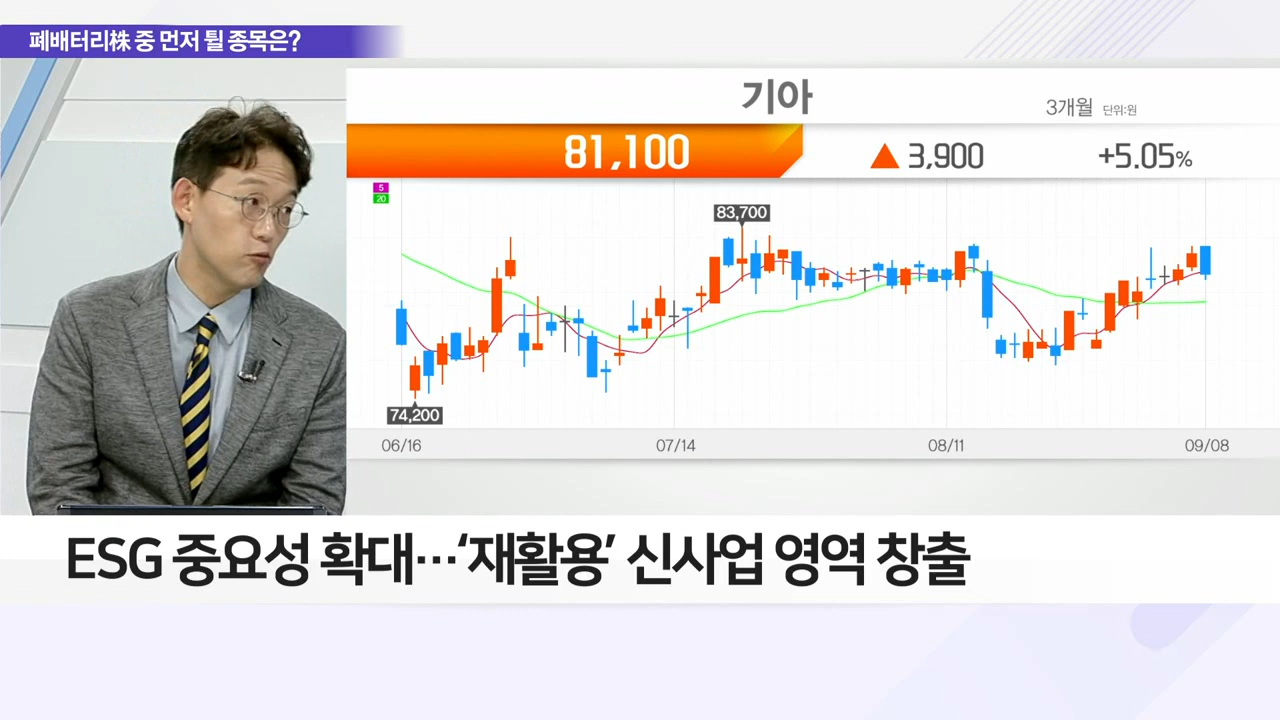 폐배터리株 중 먼저 튈 종목은?
기아
3개월 단위:원
81,100 ▲ 3,900 +5.05%
5
20
83,700
74,200
06/16 07/14 08/11 09/08
ESG 중요성 확대…‘재활용’ 신사업 영역 창출